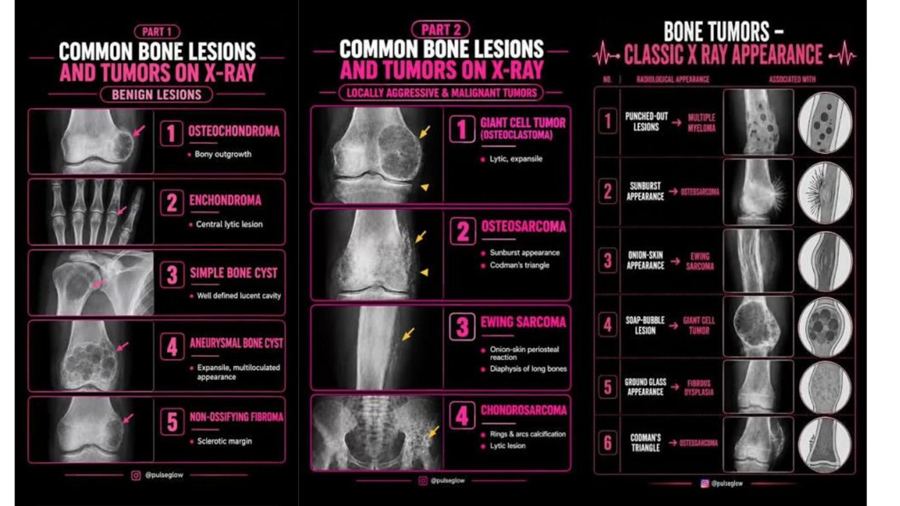 PART 1
COMMON BONE LESIONS
AND TUMORS ON X-RAY
BENIGN LESIONS
1 OSTEOCHONDROMA
Bony outgrowth
2 ENCHONDROMA
Central lytic lesion
3 SIMPLE BONE CYST
Well defined lucent cavity
4 ANEURYSMAL BONE CYST
Expansile, multiloculated
appearance
5 NON-OSSIFYING FIBROMA
Sclerotic margin
@pulseglow
PART 2
COMMON BONE LESIONS
AND TUMORS ON X-RAY
LOCALLY AGGRESSIVE & MALIGNANT TUMORS
1 GIANT CELL TUMOR
(OSTEOCLASTOMA)
Lytic, expansile
2 OSTEOSARCOMA
Sunburst appearance
Codman's triangle
3 EWING SARCOMA
Onion-skin periosteal
reaction
Diaphysis of long bones
4 CHONDROSARCOMA
Rings & arcs calcification
Lytic lesion
@pulseglow
BONE TUMORS –
CLASSIC X RAY APPEARANCE
NO. RADIOLOGICAL APPEARANCE ASSOCIATED WITH
1 PUNCHED-OUT
LESIONS → MULTIPLE
MYELOMA
2 SUNBURST
APPEARANCE → OSTEOSARCOMA
3 ONION-SKIN
APPEARANCE → EWING
SARCOMA
4 SOAP-BUBBLE
LESION → GIANT CELL
TUMOR
5 GROUND GLASS
APPEARANCE → FIBROUS
DYSPLASIA
6 CODMAN'S
TRIANGLE → OSTEOSARCOMA
@pulseglow